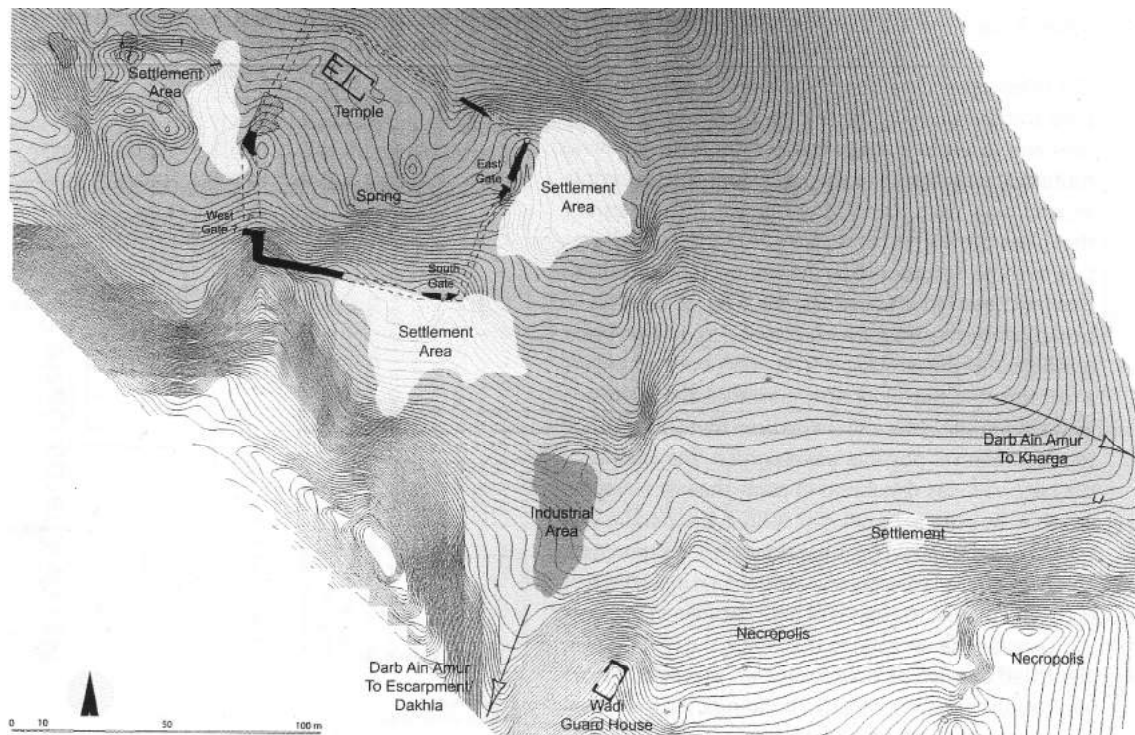 Settlement
Area
Temple
East
Gate
Settlement
Area
Spring
West
Gate ?
South
Gate
Settlement
Area
Darb Ain Amur
To Kharga
Industrial
Area
Settlement
Necropolis
Necropolis
Darb Ain Amur
To Escarpment/
Dakhla
Wadi
Guard House
0 10 50 100 m